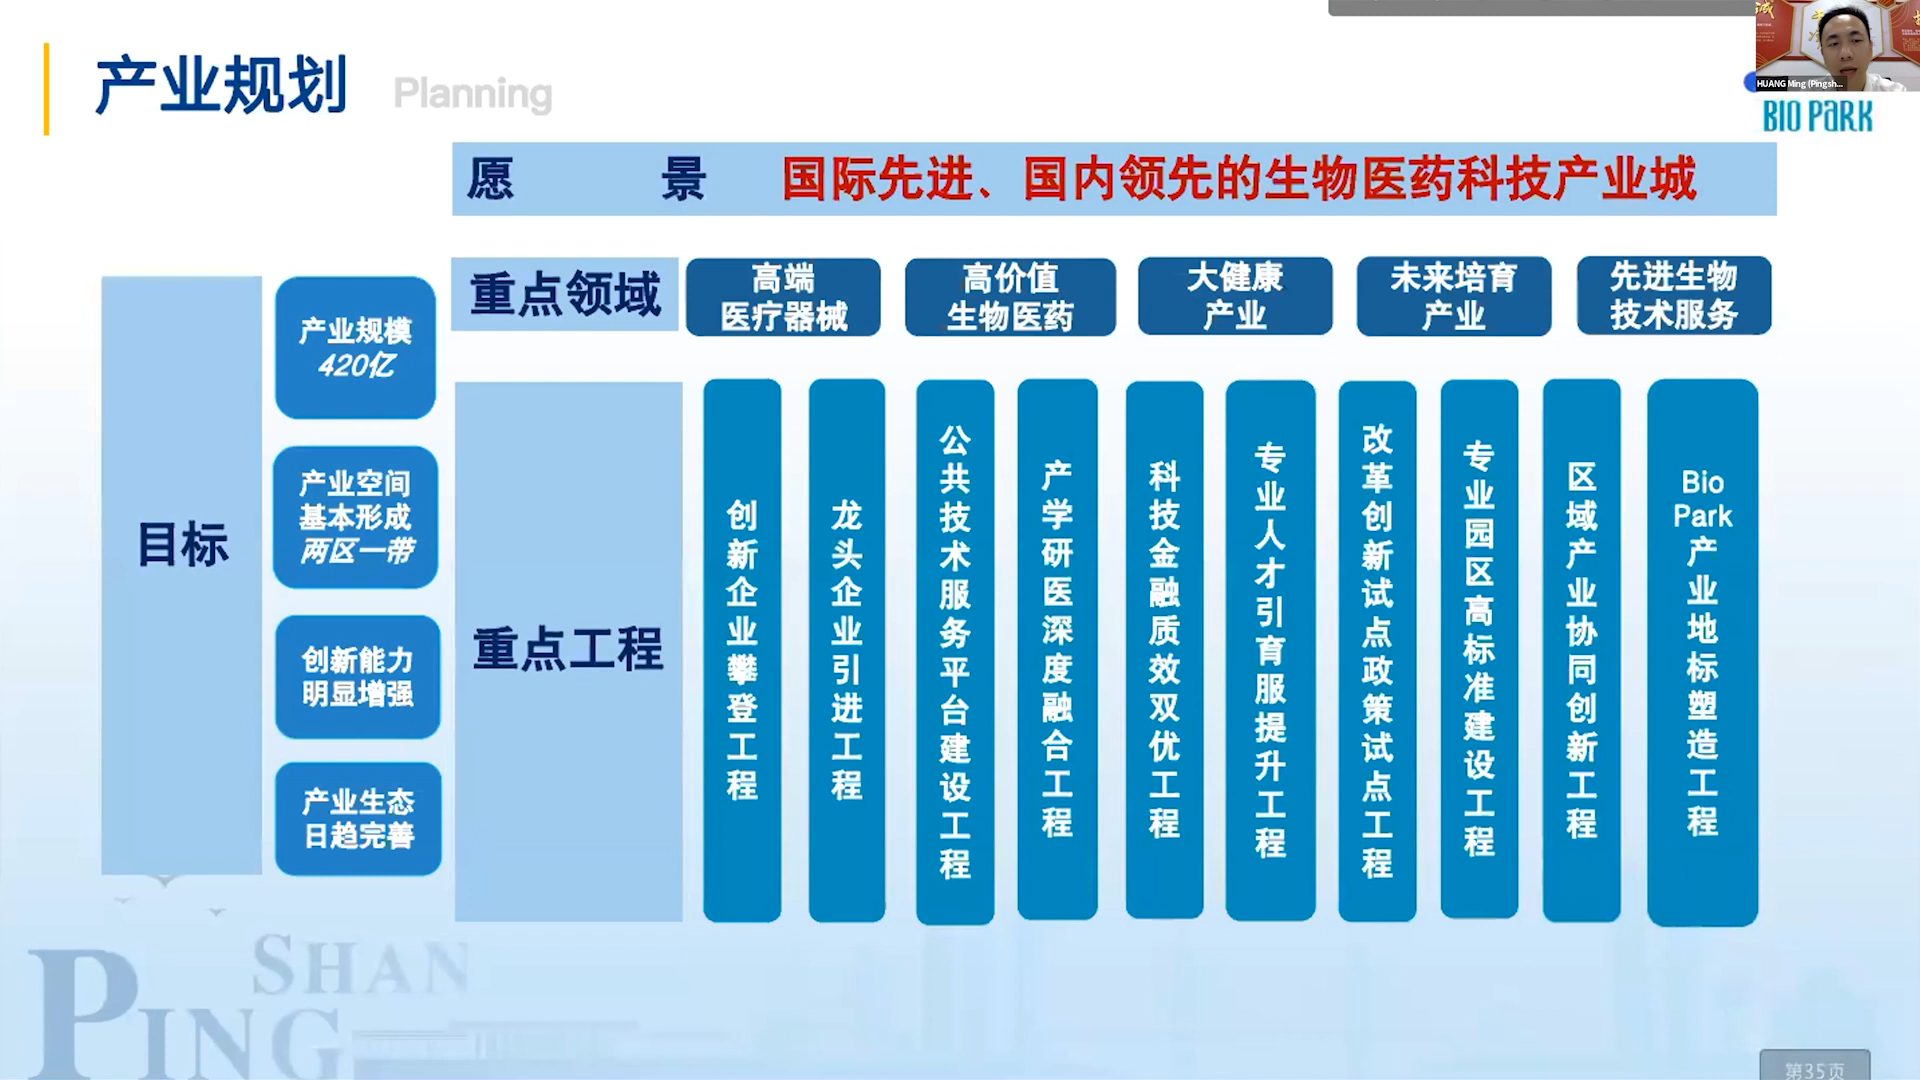 产业规划 Planning
HUANG Ming (Pingsh...
BIO PARK
愿 景 国际先进、国内领先的生物医药科技产业城
目标
产业规模
420亿
产业空间
基本形成
两区一带
创新能力
明显增强
产业生态
日趋完善
重点领域
高端
医疗器械
高价值
生物医药
大健康
产业
未来培育
产业
先进生物
技术服务
重点工程
创新企业攀登工程
龙头企业引进工程
公共技术服务平台建设工程
产学研医深度融合工程
科技金融质效双优工程
专业人才引育服提升工程
改革创新试点政策试点工程
专业园区高标准建设工程
区域产业协同创新工程
Bio
Park
产业地标塑造工程
SHAN
PING
第35页